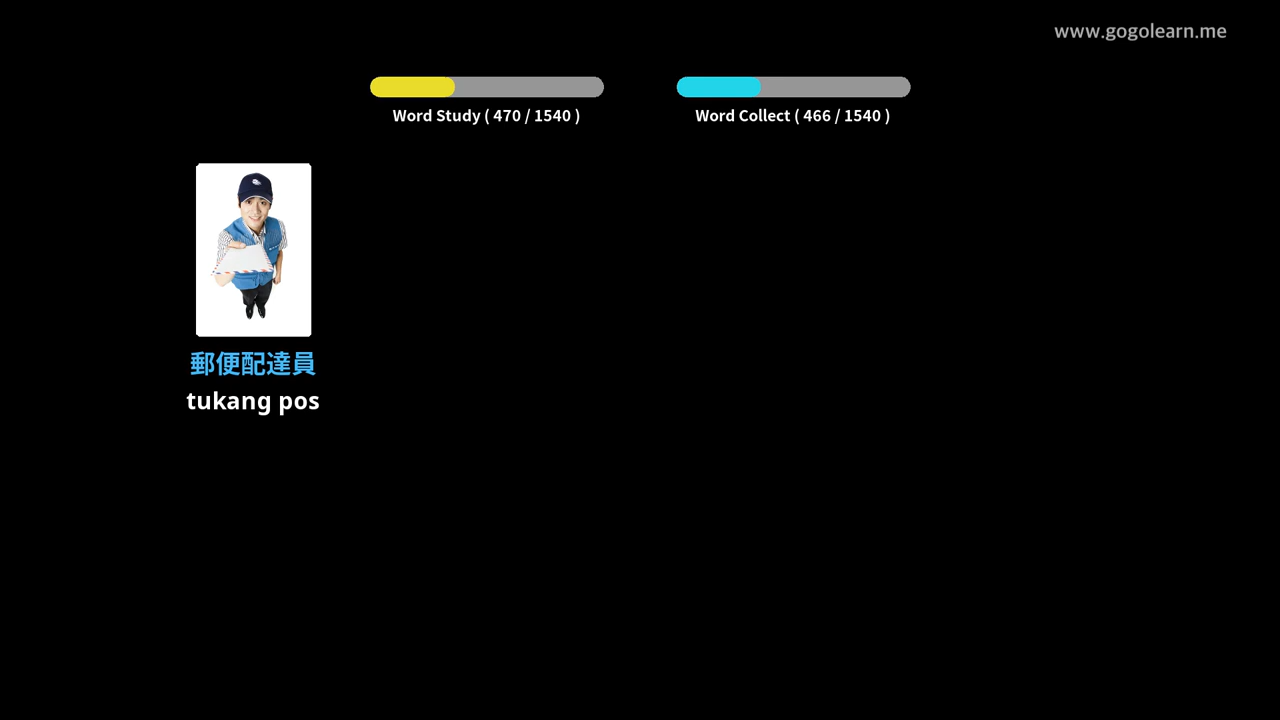 www.gogolearn.me
Word Study ( 470 / 1540 )
Word Collect ( 466 / 1540 )
郵便配達員
tukang pos